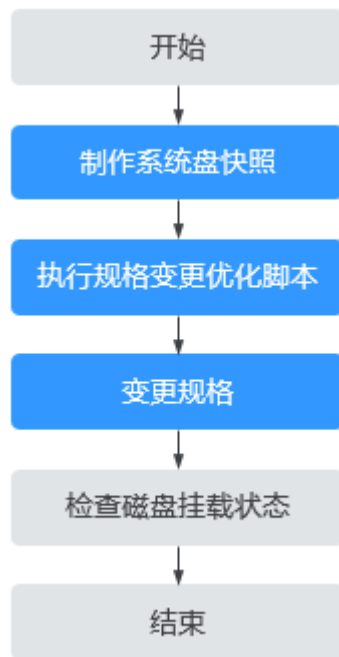 开始
制作系统盘快照
执行规格变更优化脚本
变更规格
检查磁盘挂载状态
结束